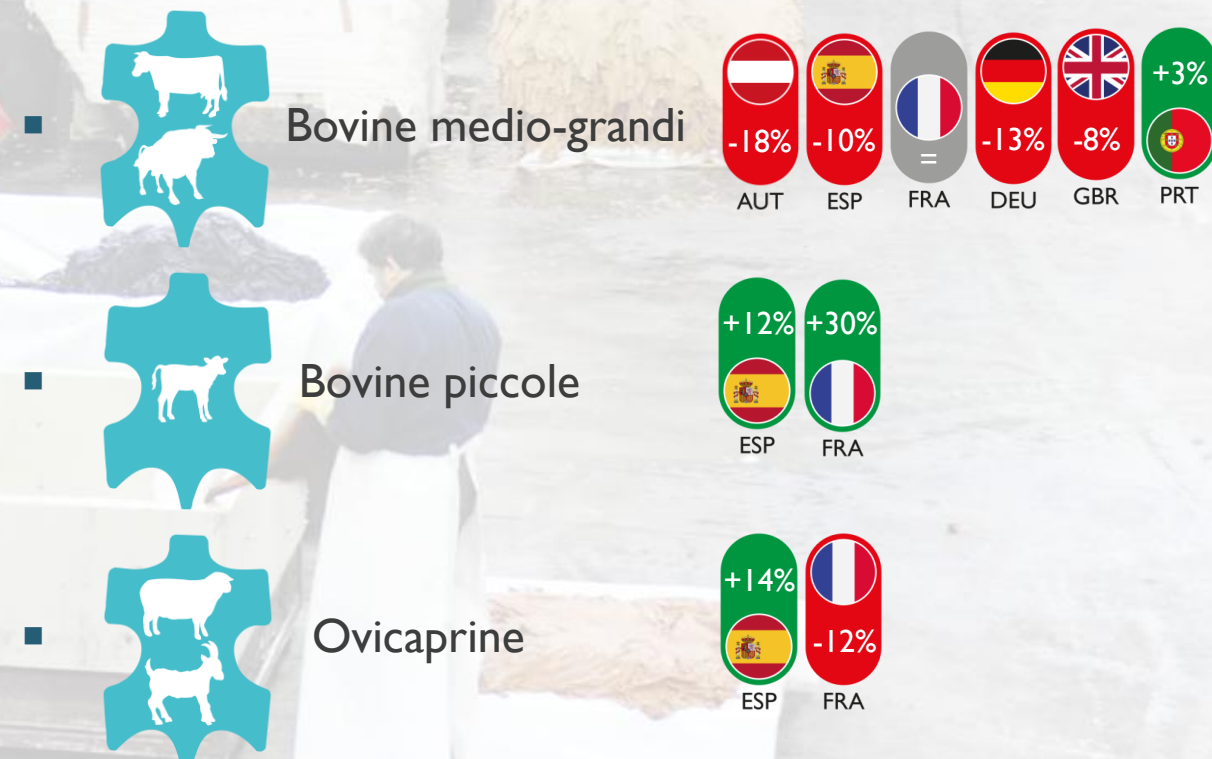 Bovine medio-grandi
-18% -10% = -13% -8% +3%
AUT ESP FRA DEU GBR PRT
Bovine piccole
+12% +30%
ESP FRA
Ovicaprine
+14% -12%
ESP FRA